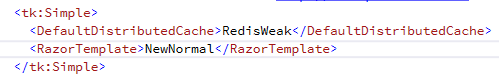 <tk:Simple>
<DefaultDistributedCache>RedisWeak</DefaultDistributedCache>
<RazorTemplate>NewNormal</RazorTemplate>
</tk:Simple>